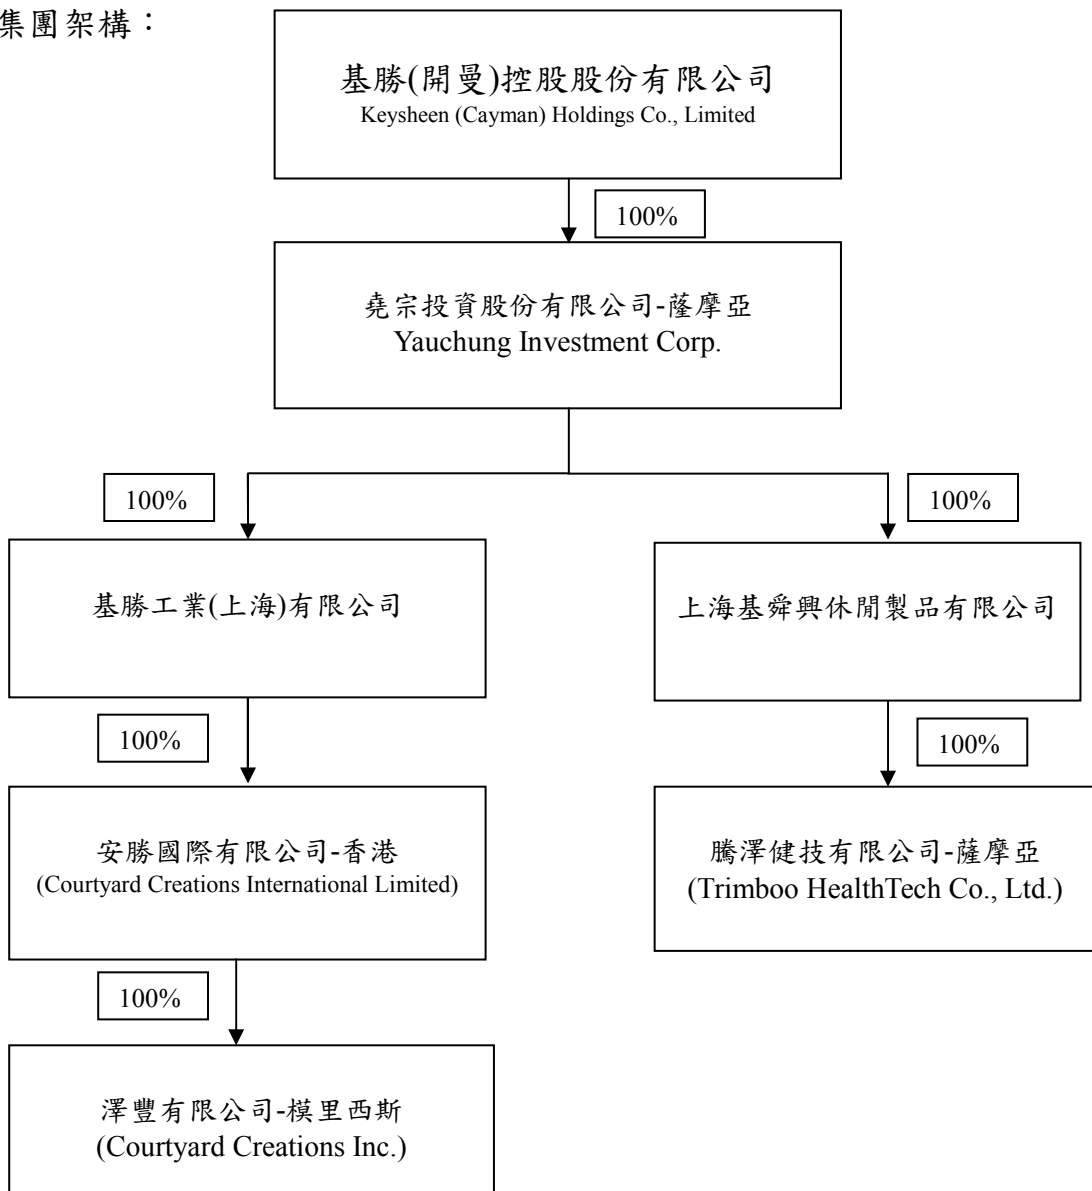 集團架構：
基勝(開曼)控股股份有限公司
Keysheen (Cayman) Holdings Co., Limited
100%
堯宗投資股份有限公司-薩摩亞
Yauchung Investment Corp.
100%
100%
基勝工業(上海)有限公司
上海基舜興休閒製品有限公司
100%
100%
安勝國際有限公司-香港
(Courtyard Creations International Limited)
騰澤健技有限公司-薩摩亞
(Trimboo HealthTech Co., Ltd.)
100%
澤豐有限公司-模里西斯
(Courtyard Creations Inc.)